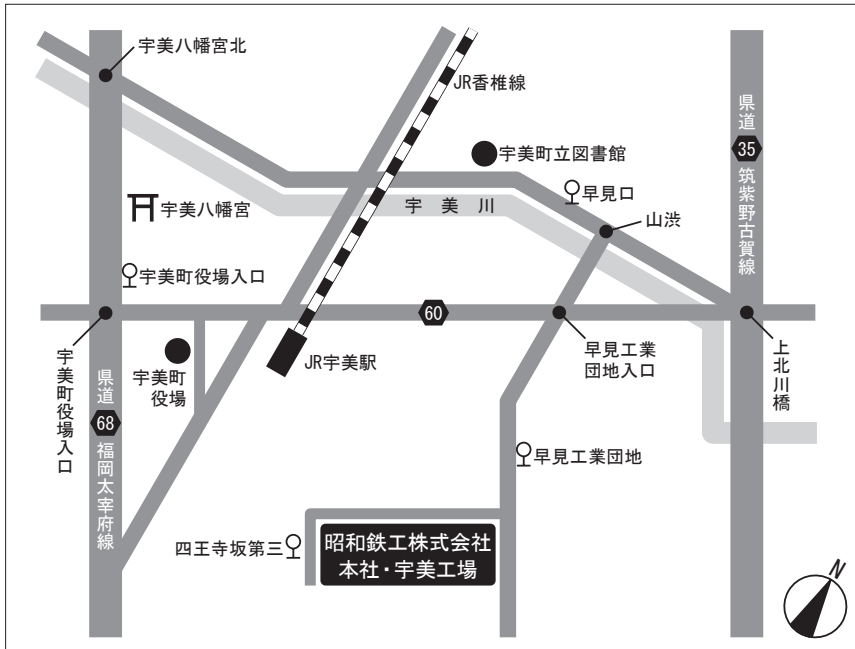 宇美八幡宮北
JR香椎線
県道
35
筑紫野古賀線
宇美町立図書館
早見口
宇美八幡宮
宇美川
山渋
宇美町役場入口
60
宇美町役場入口
宇美町
役場
JR宇美駅
早見工業
団地入口
上北川橋
県道
68
福岡太宰府線
早見工業団地
四王寺坂第三
昭和鉄工株式会社
本社・宇美工場
N